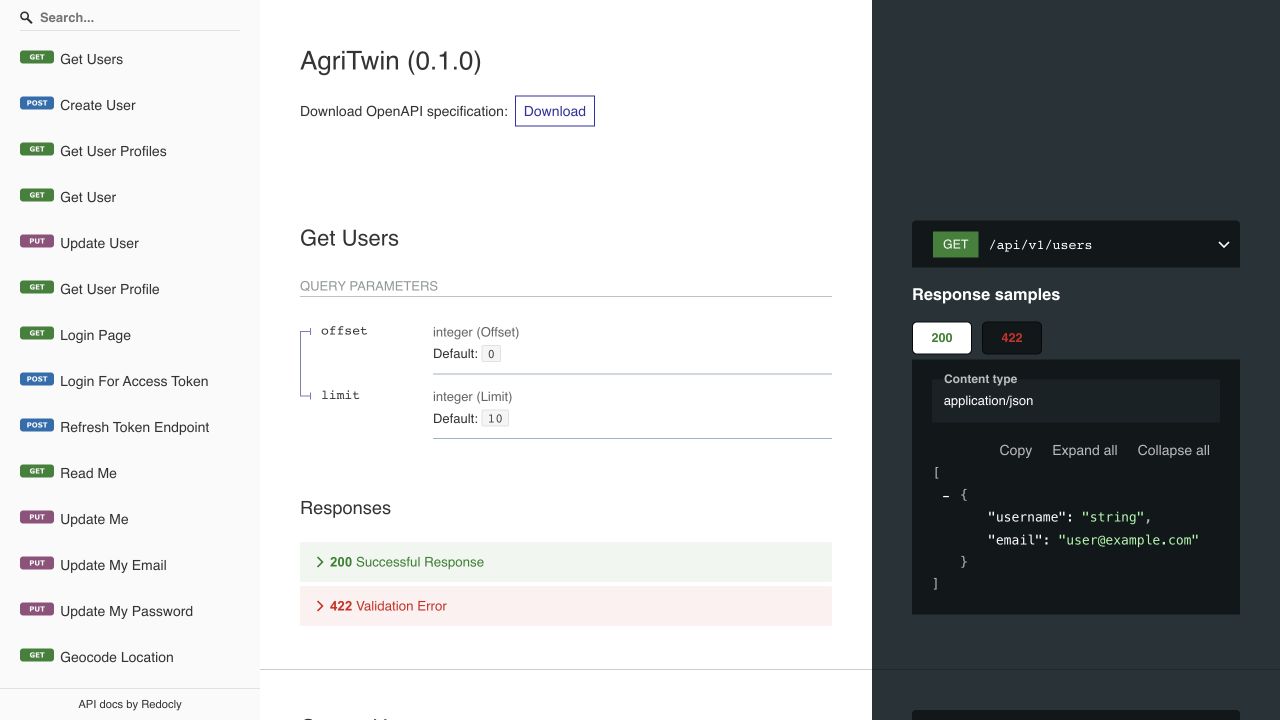 Search...
GET Get Users
POST Create User
GET Get User Profiles
GET Get User
PUT Update User
GET Get User Profile
GET Login Page
POST Login For Access Token
POST Refresh Token Endpoint
GET Read Me
PUT Update Me
PUT Update My Email
PUT Update My Password
GET Geocode Location
API docs by Redocly
AgriTwin (0.1.0)
Download OpenAPI specification: Download
Get Users
QUERY PARAMETERS
offset integer (Offset)
Default: 0
limit integer (Limit)
Default: 10
Responses
200 Successful Response
422 Validation Error
GET /api/v1/users
Response samples
200 422
Content type
application/json
Copy Expand all Collapse all
[
- {
"username": "string",
"email": "user@example.com"
}
]